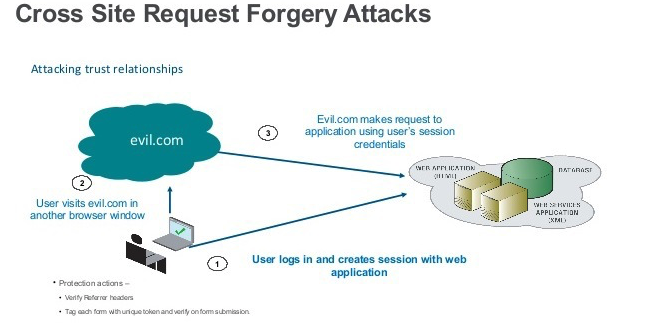 Cross Site Request Forgery Attacks
Attacking trust relationships
evil.com
3
Evil.com makes request to
application using user's session
credentials
WEB APPLICATION
(HTML)
DATABASE
WEB SERVICES
APPLICATION
(XML)
2
User visits evil.com in
another browser window
1
User logs in and creates session with web
application
• Protection actions –
• Verify Referrer headers
• Tag each form with unique token and verify on form submission.